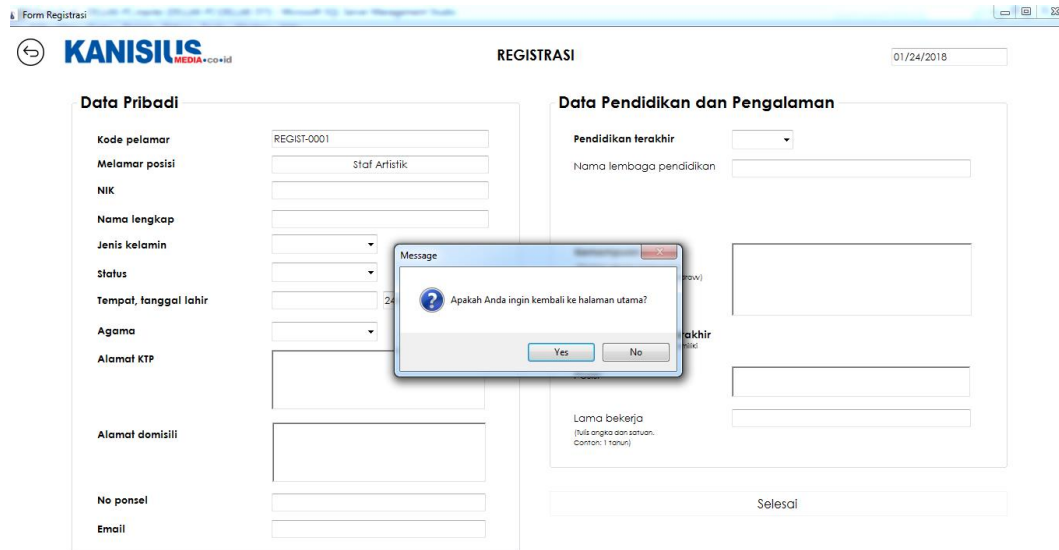 Form Registrasi
KANISIUS
MEDIA•co•id
REGISTRASI
01/24/2018
Data Pribadi
Kode pelamar
REGIST-0001
Melamar posisi
Staf Artistik
NIK
Nama lengkap
Jenis kelamin
Status
Tempat, tanggal lahir
24
Agama
Alamat KTP
Alamat domisili
No ponsel
Email
Data Pendidikan dan Pengalaman
Pendidikan terakhir
Nama lembaga pendidikan
Message
Apakah Anda ingin kembali ke halaman utama?
Yes
No
Lama bekerja
(Tulis angka dan satuan.
Contoh: 1 tahun)
Selesai